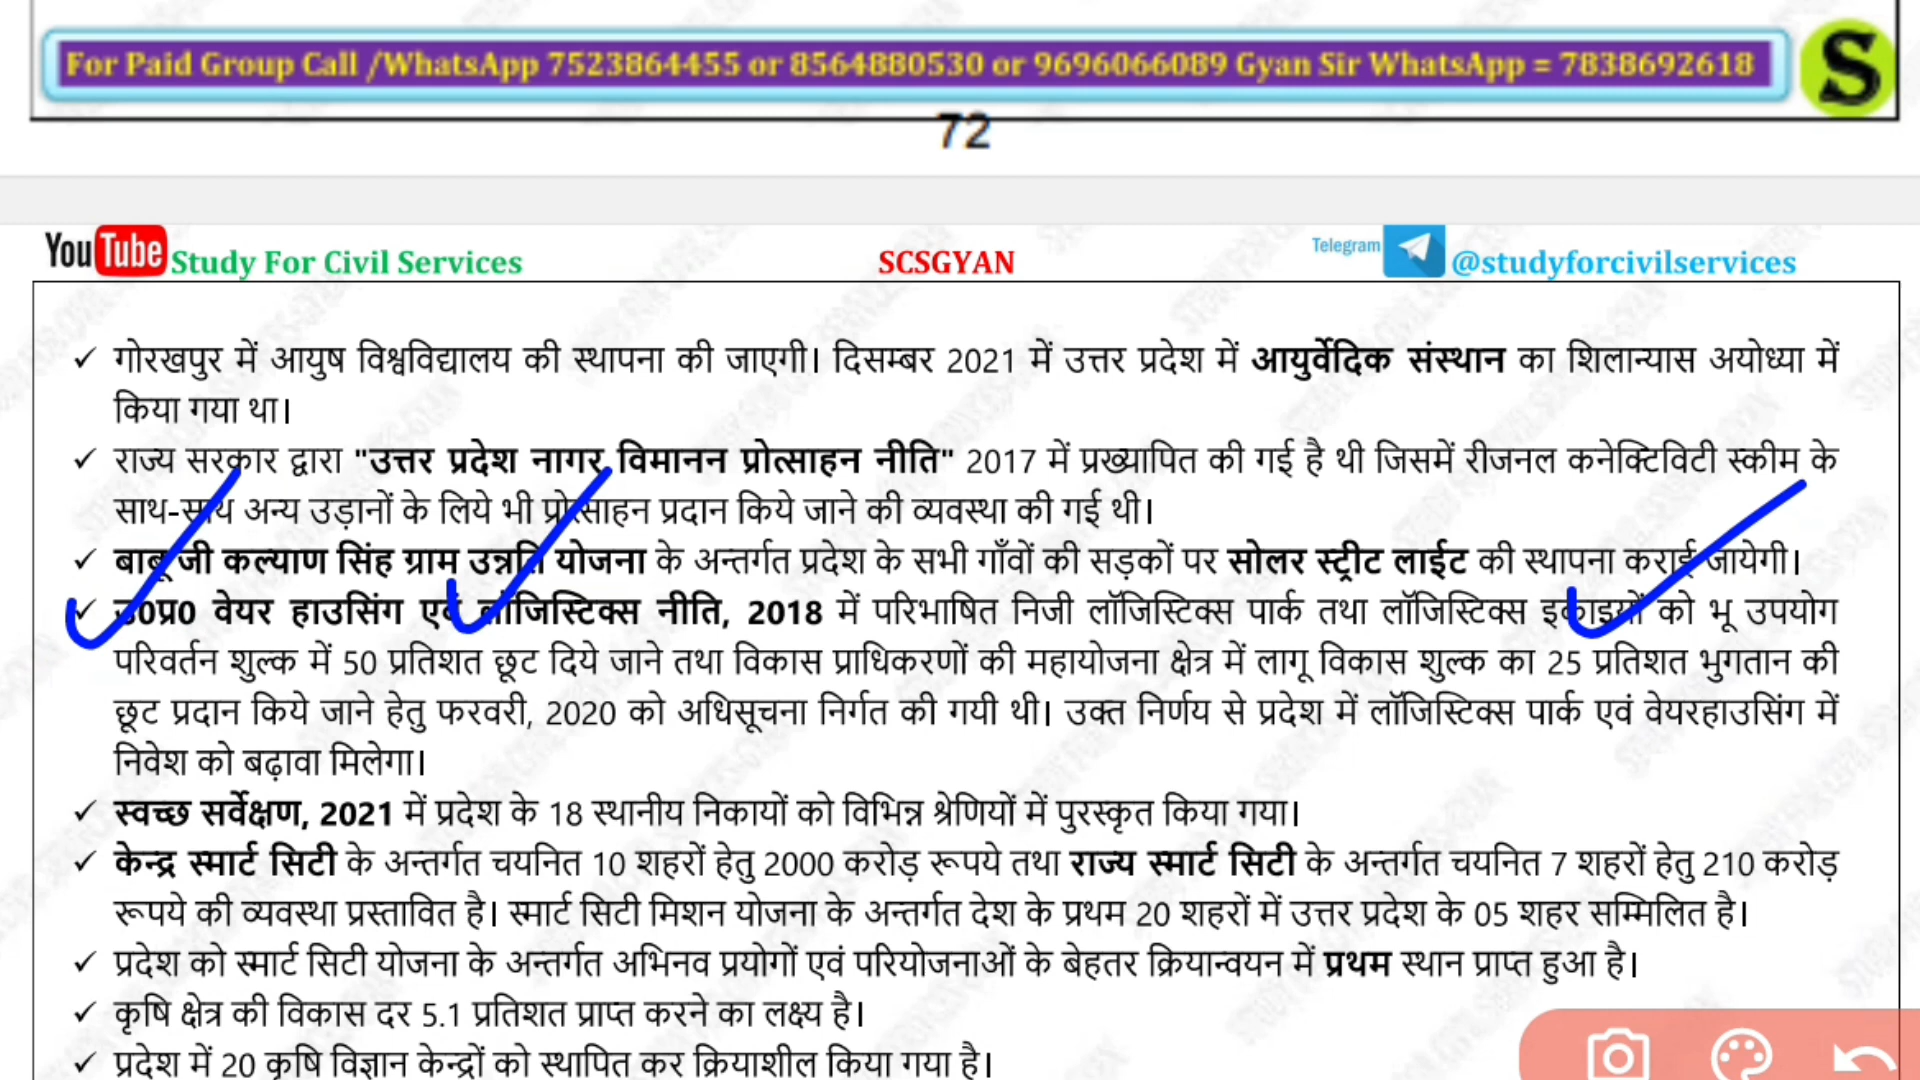 For Paid Group Call /WhatsApp 7523864455 or 8564880530 or 9696066089 Gyan Sir WhatsApp = 7838692618
S
72
YouTube Study For Civil Services SCSGYAN Telegram @studyforcivilservices
✓ गोरखपुर में आयुष विश्वविद्यालय की स्थापना की जाएगी। दिसम्बर 2021 में उत्तर प्रदेश में आयुर्वेदिक संस्थान का शिलान्यास अयोध्या में
किया गया था।
✓ राज्य सरकार द्वारा "उत्तर प्रदेश नागर विमानन प्रोत्साहन नीति" 2017 में प्रख्यापित की गई है थी जिसमें रीजनल कनेक्टिविटी स्कीम के
साथ-साथ अन्य उड़ानों के लिये भी प्रोत्साहन प्रदान किये जाने की व्यवस्था की गई थी।
✓ बाबू जी कल्याण सिंह ग्राम उन्नति योजना के अन्तर्गत प्रदेश के सभी गाँवों की सड़कों पर सोलर स्ट्रीट लाईट की स्थापना कराई जायेगी।
✓ उ0प्र0 वेयर हाउसिंग एवं लॉजिस्टिक्स नीति, 2018 में परिभाषित निजी लॉजिस्टिक्स पार्क तथा लॉजिस्टिक्स इकाइयों को भू उपयोग
परिवर्तन शुल्क में 50 प्रतिशत छूट दिये जाने तथा विकास प्राधिकरणों की महायोजना क्षेत्र में लागू विकास शुल्क का 25 प्रतिशत भुगतान की
छूट प्रदान किये जाने हेतु फरवरी, 2020 को अधिसूचना निर्गत की गयी थी। उक्त निर्णय से प्रदेश में लॉजिस्टिक्स पार्क एवं वेयरहाउसिंग में
निवेश को बढ़ावा मिलेगा।
✓ स्वच्छ सर्वेक्षण, 2021 में प्रदेश के 18 स्थानीय निकायों को विभिन्न श्रेणियों में पुरस्कृत किया गया।
✓ केन्द्र स्मार्ट सिटी के अन्तर्गत चयनित 10 शहरों हेतु 2000 करोड़ रूपये तथा राज्य स्मार्ट सिटी के अन्तर्गत चयनित 7 शहरों हेतु 210 करोड़
रूपये की व्यवस्था प्रस्तावित है। स्मार्ट सिटी मिशन योजना के अन्तर्गत देश के प्रथम 20 शहरों में उत्तर प्रदेश के 05 शहर सम्मिलित है।
✓ प्रदेश को स्मार्ट सिटी योजना के अन्तर्गत अभिनव प्रयोगों एवं परियोजनाओं के बेहतर क्रियान्वयन में प्रथम स्थान प्राप्त हुआ है।
✓ कृषि क्षेत्र की विकास दर 5.1 प्रतिशत प्राप्त करने का लक्ष्य है।
✓ प्रदेश में 20 कृषि विज्ञान केन्द्रों को स्थापित कर क्रियाशील किया गया है।